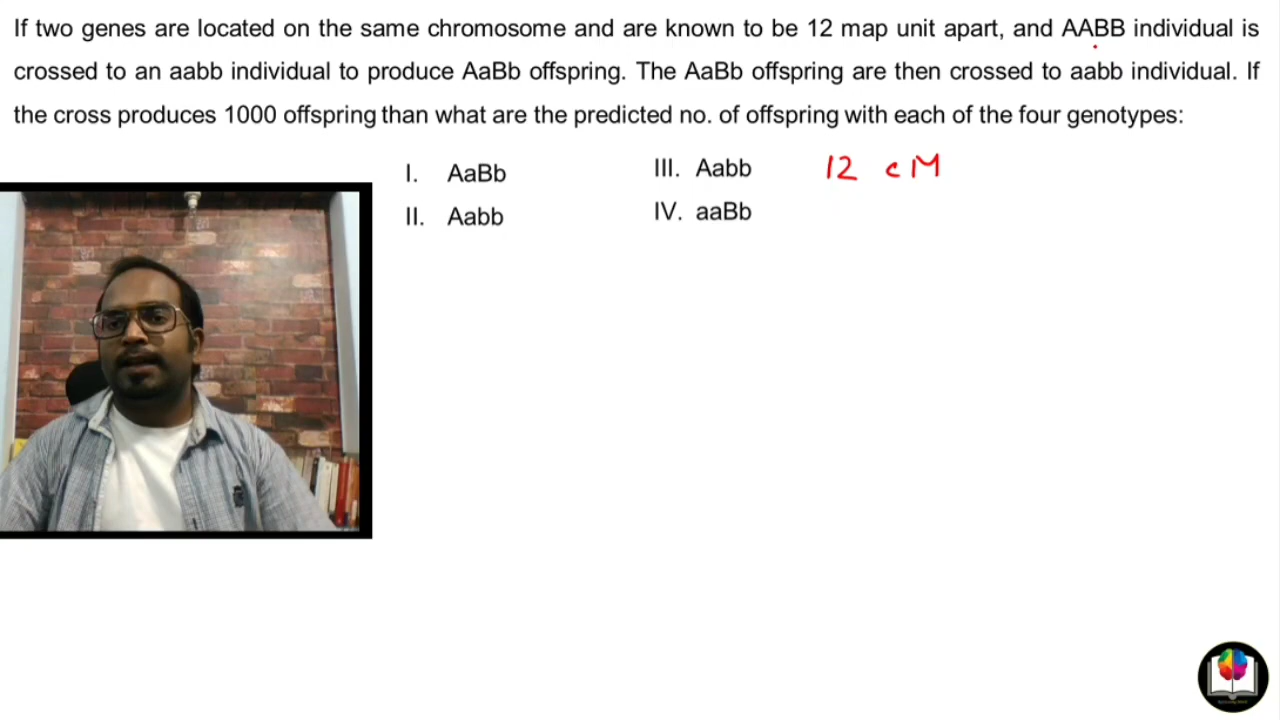 If two genes are located on the same chromosome and are known to be 12 map unit apart, and AABB individual is
crossed to an aabb individual to produce AaBb offspring. The AaBb offspring are then crossed to aabb individual. If
the cross produces 1000 offspring than what are the predicted no. of offspring with each of the four genotypes:
I. AaBb
III. Aabb
12 cM
II. Aabb
IV. aaBb